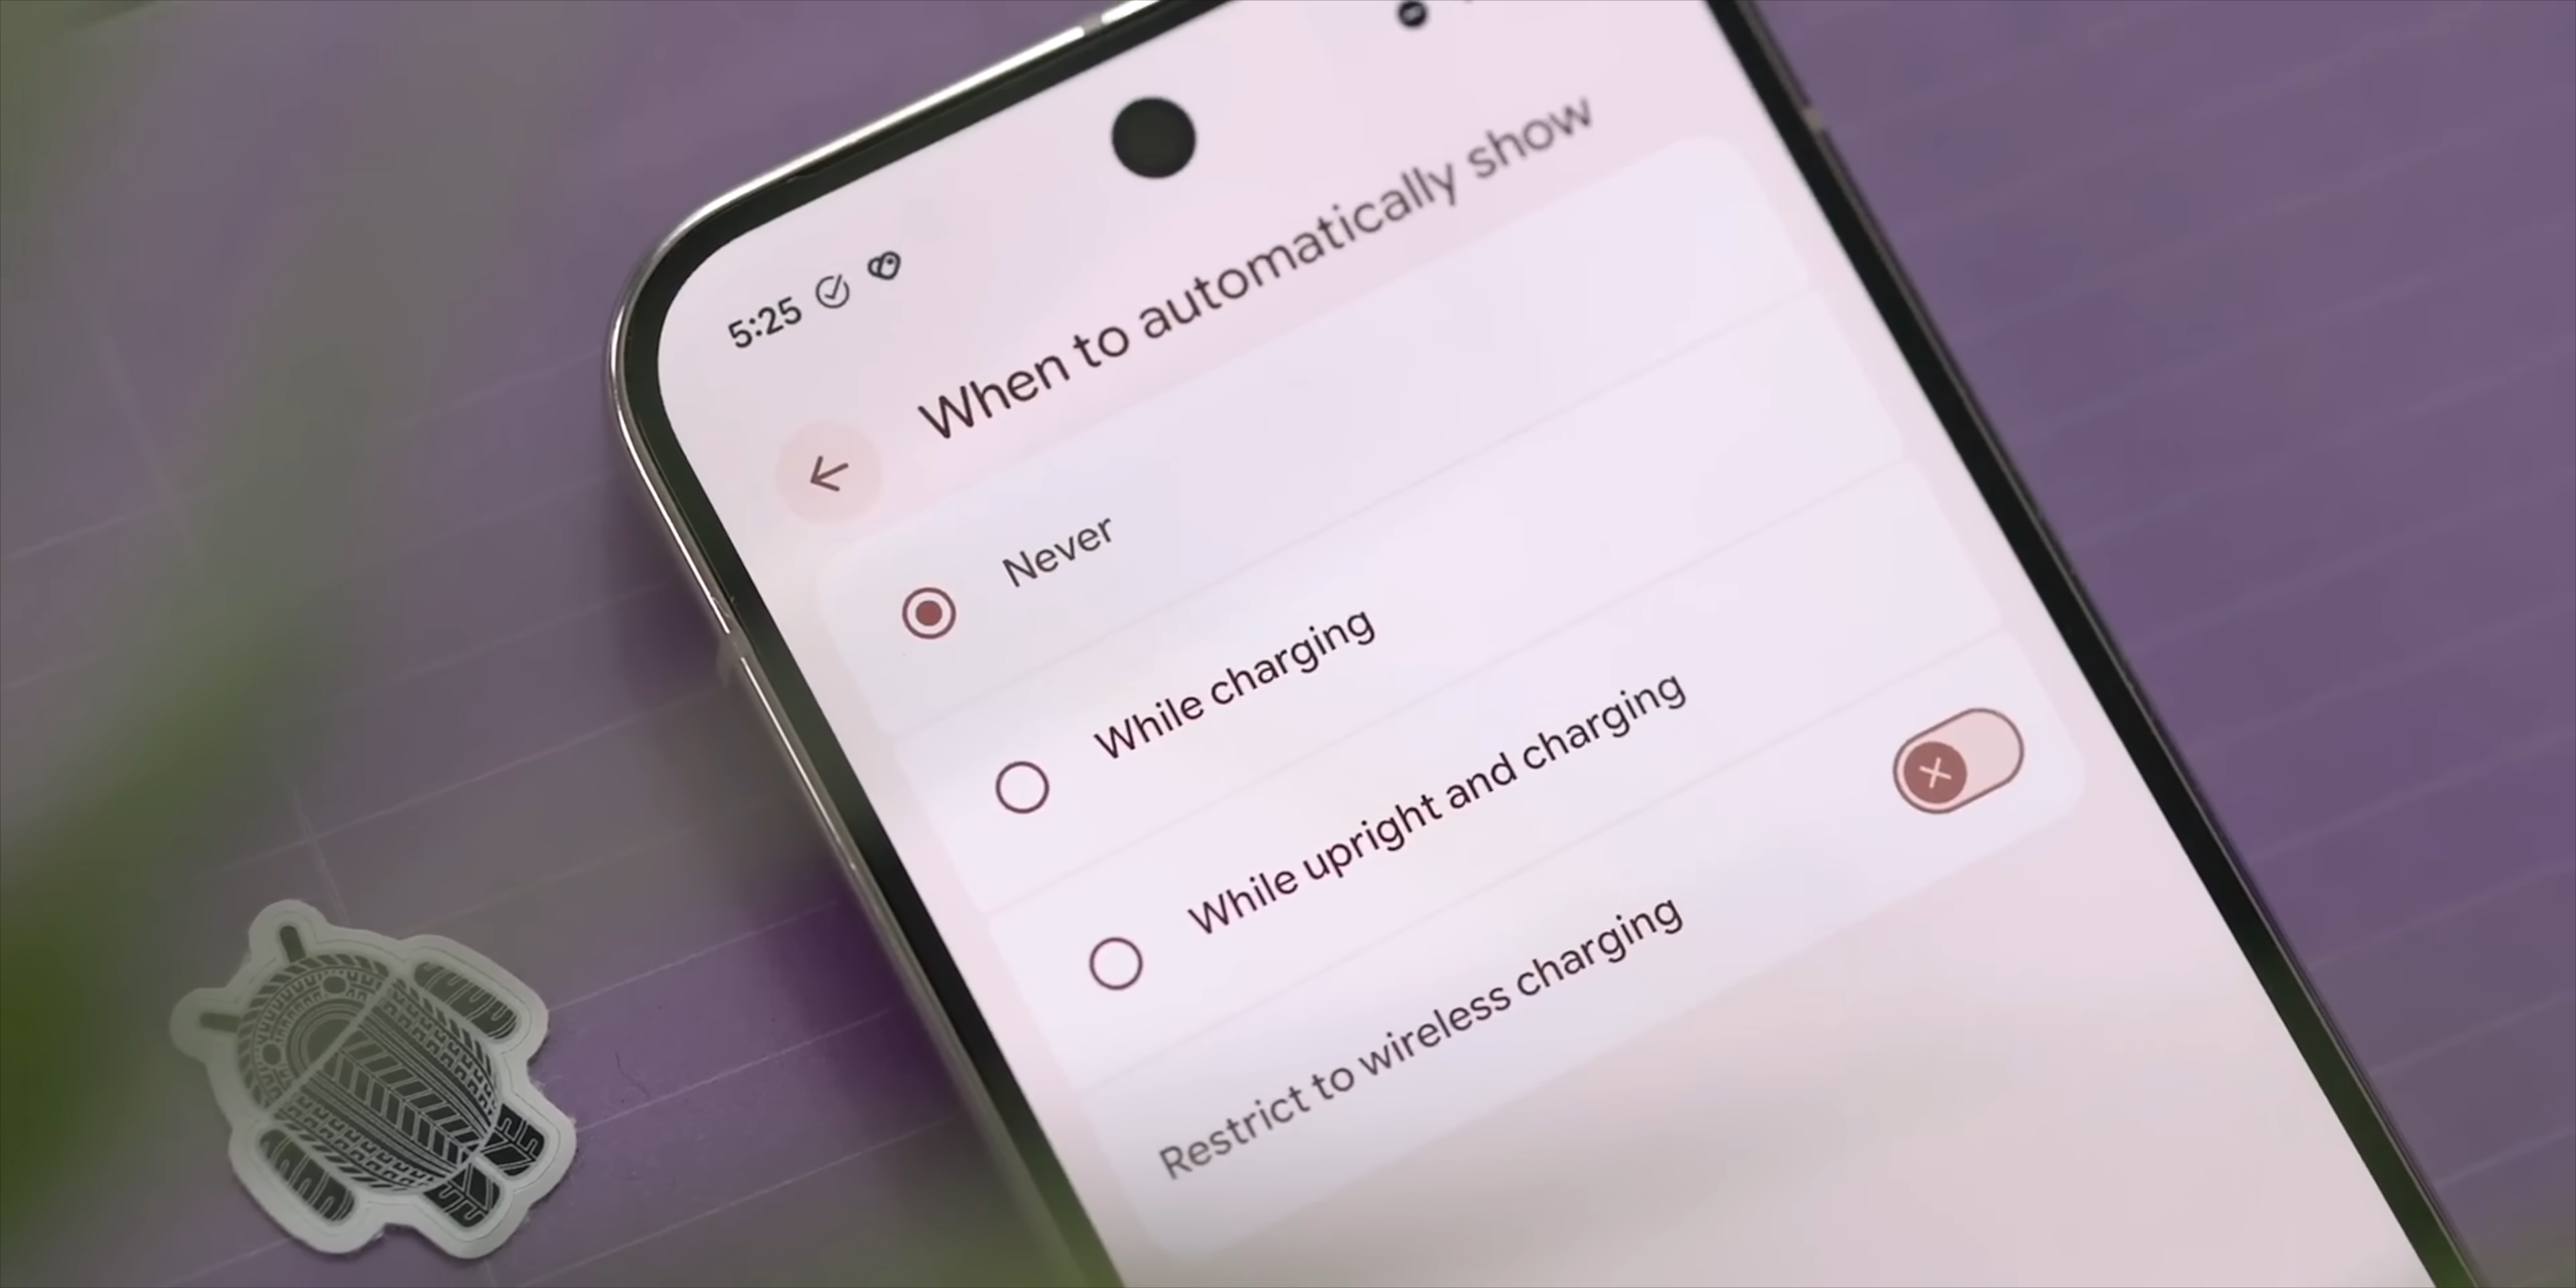 5:25
When to automatically show
Never
While charging
While upright and charging
Restrict to wireless charging